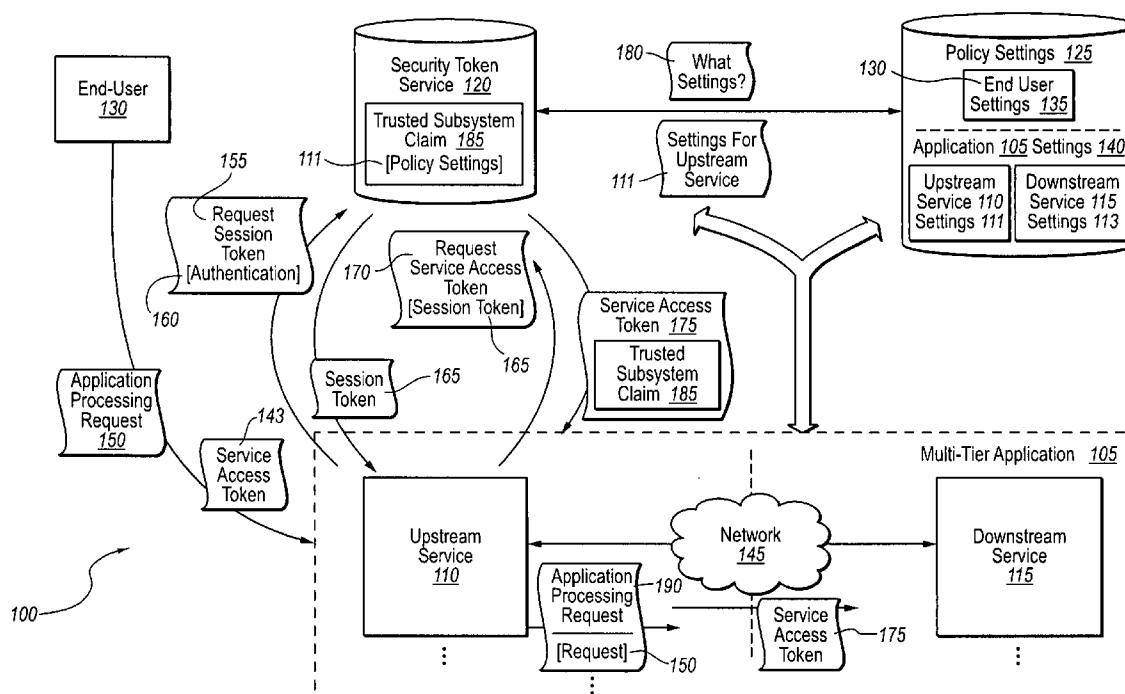 End-User
130
Security Token
Service 120
Trusted Subsystem
Claim 185
[Policy Settings]
111
180
What
Settings?
Settings For
Upstream
Service
111
Policy Settings 125
130
End User
Settings 135
Application 105 Settings 140
Upstream
Service 110
Settings 111
Downstream
Service 115
Settings 113
155
Request
Session
Token
[Authentication]
160
170
Request
Service Access
Token
[Session Token]
165
Service Access
Token 175
Trusted
Subsystem
Claim 185
Session
Token
165
Application
Processing
Request
150
143
Service
Access
Token
Multi-Tier Application 105
Upstream
Service
110
Network
145
Downstream
Service
115
Application
Processing
Request
[Request]
190
150
Service
Access
Token
175
100